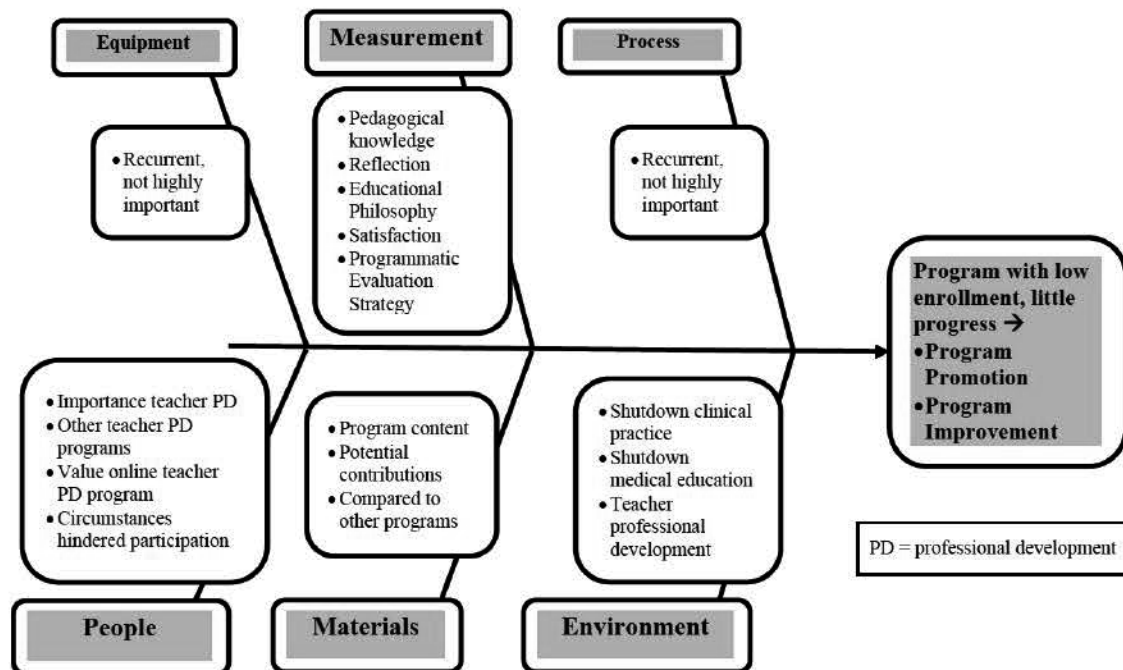 Equipment
Measurement
Process
• Recurrent,
not highly
important
• Pedagogical
knowledge
• Reflection
• Educational
Philosophy
• Satisfaction
• Programmatic
Evaluation
Strategy
• Recurrent,
not highly
important
Program with low
enrollment, little
progress →
• Program
Promotion
• Program
Improvement
• Importance teacher PD
• Other teacher PD
programs
• Value online teacher
PD program
• Circumstances
hindered participation
• Program content
• Potential
contributions
• Compared to
other programs
• Shutdown clinical
practice
• Shutdown
medical education
• Teacher
professional
development
PD = professional development
People
Materials
Environment